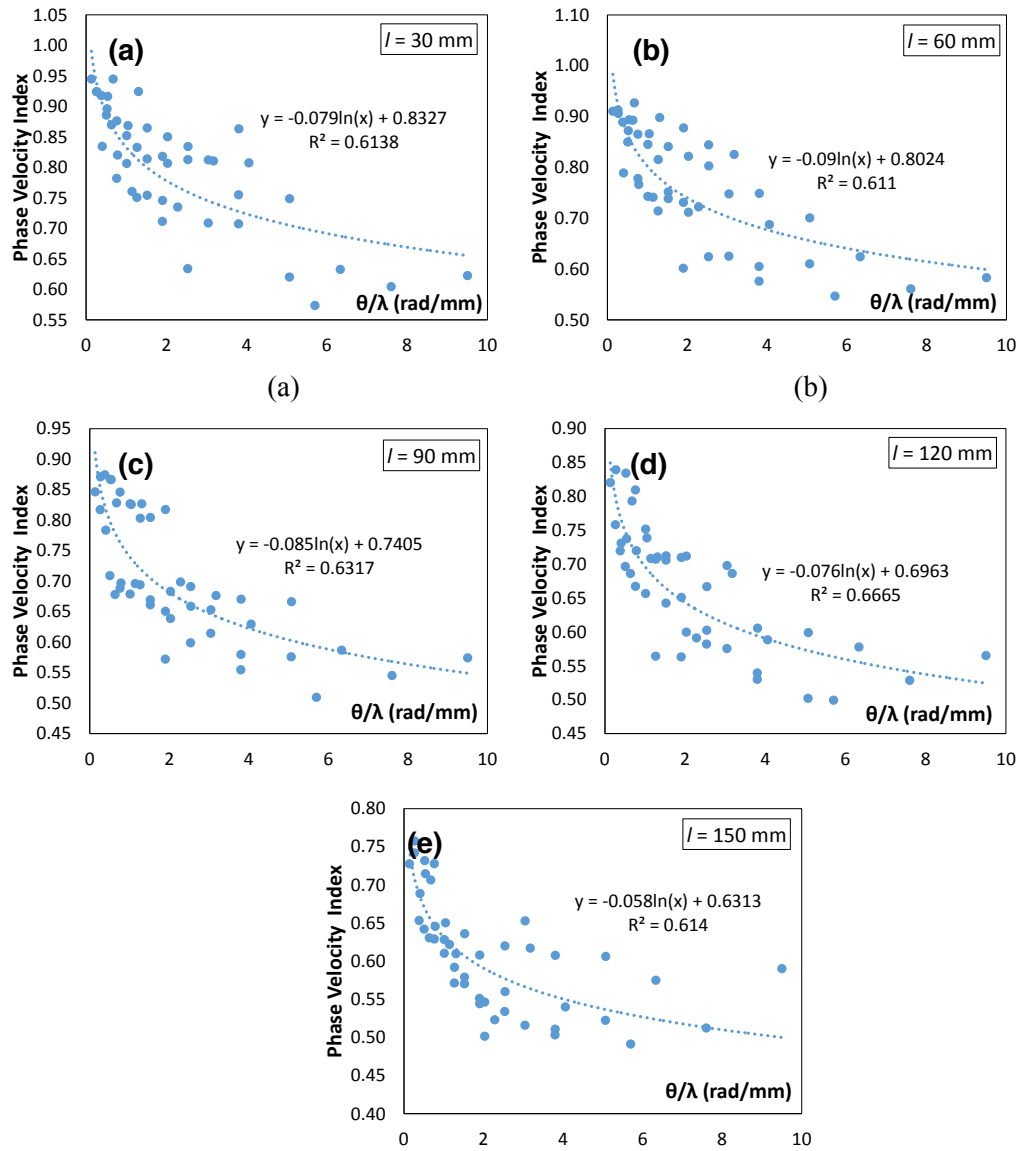 1.05
1.00
0.95
0.90
0.85
0.80
0.75
0.70
0.65
0.60
0.55
Phase Velocity Index
(a)
l = 30 mm
y = -0.079ln(x) + 0.8327
R² = 0.6138
θ/λ (rad/mm)
0 2 4 6 8 10
(a)
1.10
1.00
0.90
0.80
0.70
0.60
0.50
Phase Velocity Index
(b)
l = 60 mm
y = -0.09ln(x) + 0.8024
R² = 0.611
θ/λ (rad/mm)
0 2 4 6 8 10
(b)
0.95
0.90
0.85
0.80
0.75
0.70
0.65
0.60
0.55
0.50
0.45
Phase Velocity Index
(c)
l = 90 mm
y = -0.085ln(x) + 0.7405
R² = 0.6317
θ/λ (rad/mm)
0 2 4 6 8 10
0.90
0.85
0.80
0.75
0.70
0.65
0.60
0.55
0.50
0.45
Phase Velocity Index
(d)
l = 120 mm
y = -0.076ln(x) + 0.6963
R² = 0.6665
θ/λ (rad/mm)
0 2 4 6 8 10
0.80
0.75
0.70
0.65
0.60
0.55
0.50
0.45
0.40
Phase Velocity Index
(e)
l = 150 mm
y = -0.058ln(x) + 0.6313
R² = 0.614
θ/λ (rad/mm)
0 2 4 6 8 10